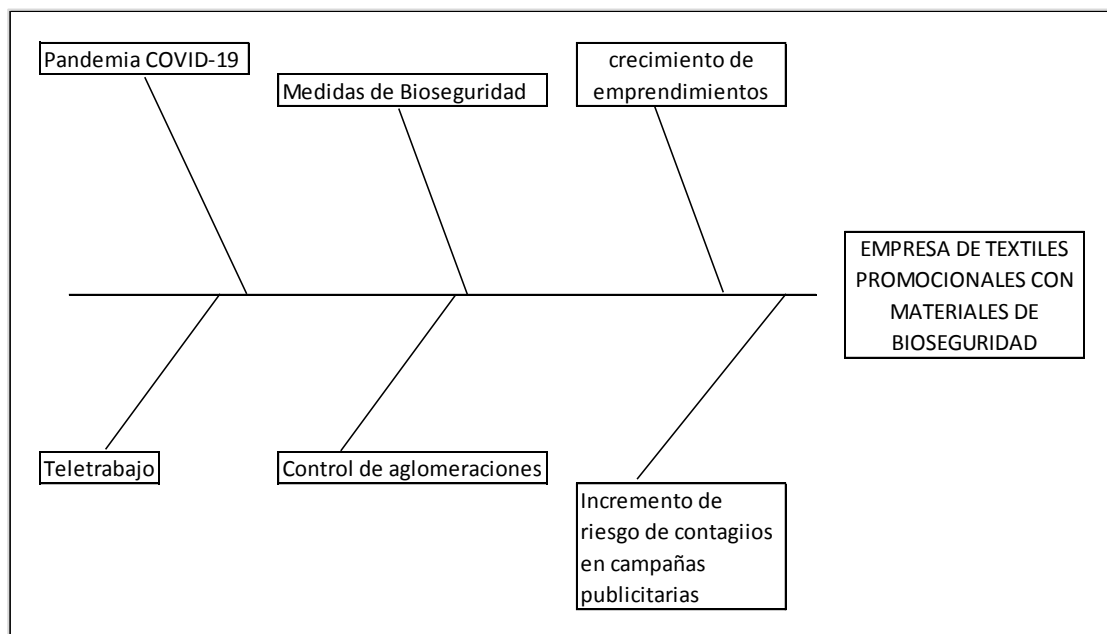 Pandemia COVID-19
Medidas de Bioseguridad
crecimiento de
emprendimientos
EMPRESA DE TEXTILES
PROMOCIONALES CON
MATERIALES DE
BIOSEGURIDAD
Teletrabajo
Control de aglomeraciones
Incremento de
riesgo de contagiios
en campañas
publicitarias